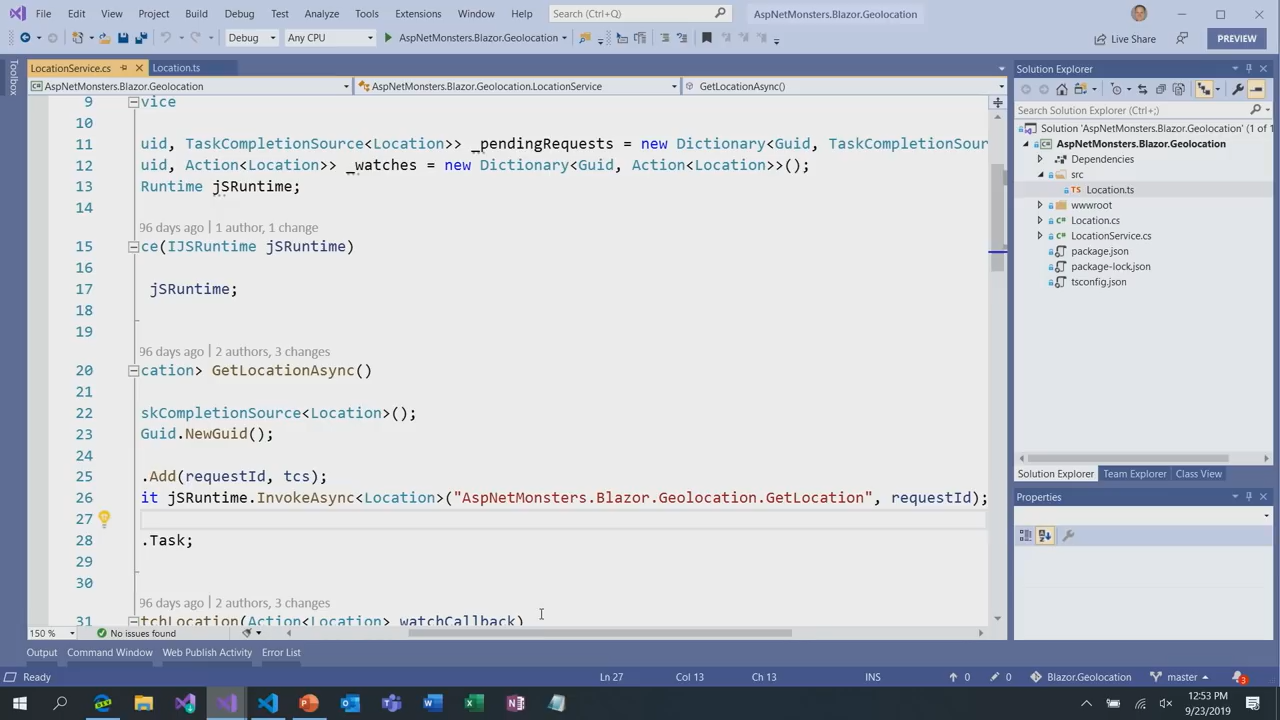 File Edit View Project Build Debug Test Analyze Tools Extensions Window Help Search (Ctrl+Q) AspNetMonsters.Blazor.Geolocation
Debug Any CPU AspNetMonsters.Blazor.Geolocation Live Share PREVIEW
Toolbox
LocationService.cs Location.ts
AspNetMonsters.Blazor.Geolocation AspNetMonsters.Blazor.Geolocation.LocationService GetLocationAsync()
9 vice
10
11 uid, TaskCompletionSource<Location>> _pendingRequests = new Dictionary<Guid, TaskCompletionSour
12 uid, Action<Location>> _watches = new Dictionary<Guid, Action<Location>>();
13 Runtime jSRuntime;
14
96 days ago | 1 author, 1 change
15 ce(IJSRuntime jSRuntime)
16
17 jSRuntime;
18
19
96 days ago | 2 authors, 3 changes
20 cation> GetLocationAsync()
21
22 skCompletionSource<Location>();
23 Guid.NewGuid();
24
25 .Add(requestId, tcs);
26 it jSRuntime.InvokeAsync<Location>("AspNetMonsters.Blazor.Geolocation.GetLocation", requestId);
27
28 .Task;
29
30
96 days ago | 2 authors, 3 changes
31 tchLocation(Action<Location> watchCallback)
150 % No issues found
Solution Explorer
Search Solution Explorer (Ctrl+;)
Solution 'AspNetMonsters.Blazor.Geolocation' (1 of 1
AspNetMonsters.Blazor.Geolocation
Dependencies
src
TS Location.ts
wwwroot
C# Location.cs
C# LocationService.cs
package.json
package-lock.json
tsconfig.json
Solution Explorer Team Explorer Class View
Properties
Output Command Window Web Publish Activity Error List
Ready Ln 27 Col 13 Ch 13 INS 0 0 Blazor.Geolocation master 3
12:53 PM
9/23/2019